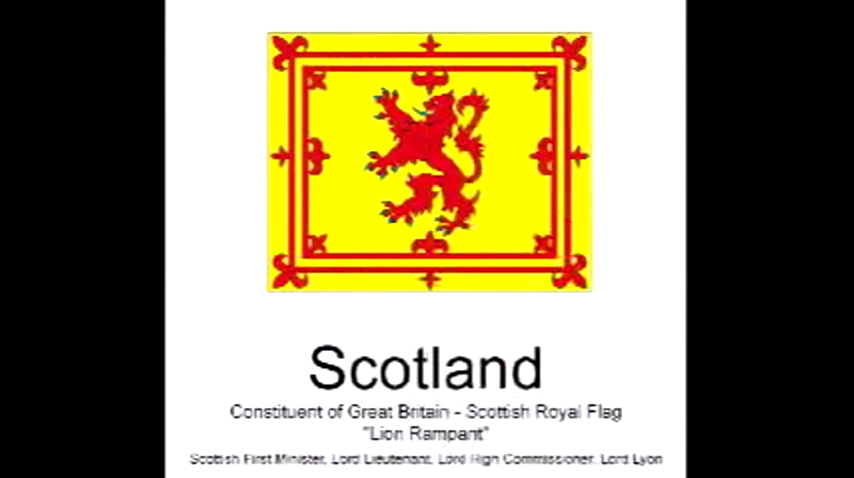 Scotland
Constituent of Great Britain - Scottish Royal Flag
"Lion Rampant"
Scottish First Minister, Lord Lieutenant, Lord High Commissioner, Lord Lyon